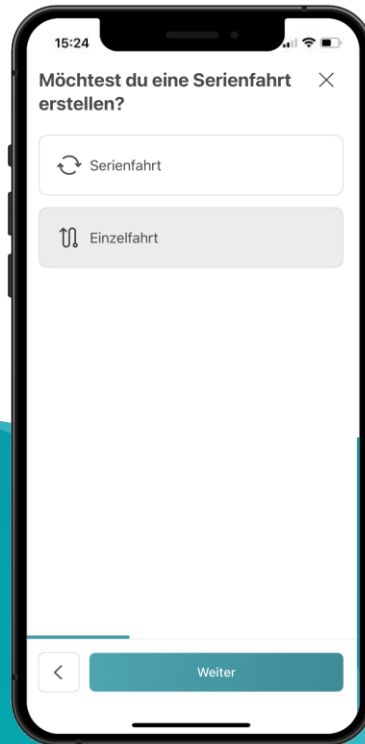 15:24
Möchtest du eine Serienfahrt
erstellen?
Serienfahrt
Einzelfahrt
Weiter